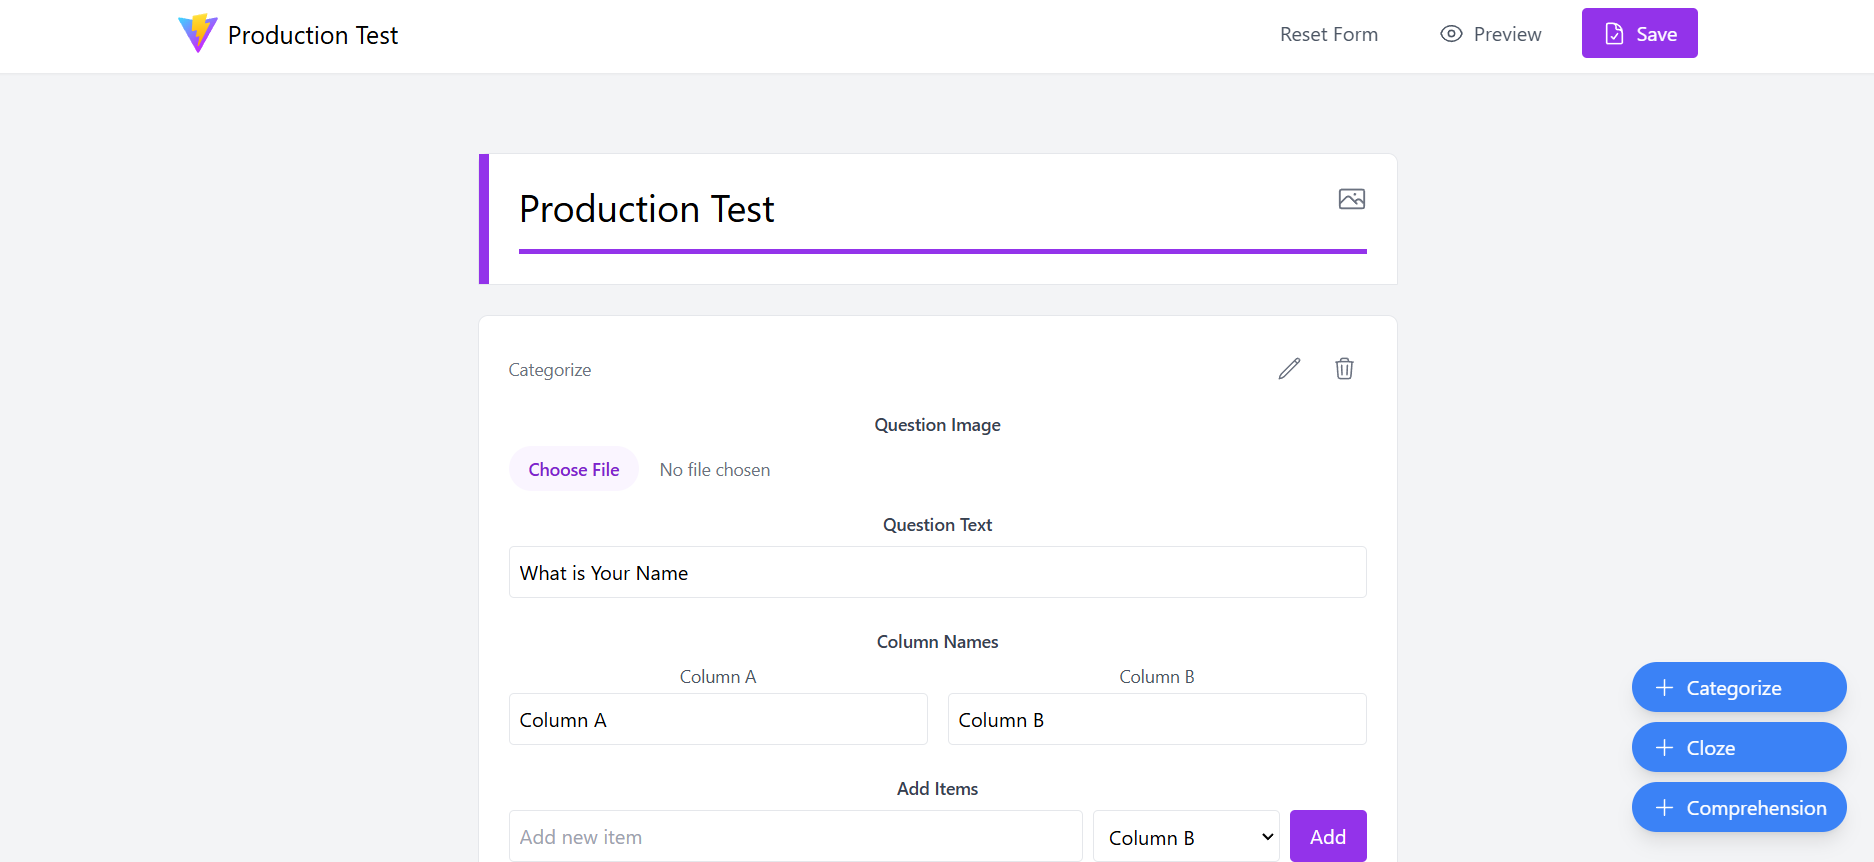 Production Test
Reset Form
Preview
Save
Production Test
Categorize
Question Image
Choose File
No file chosen
Question Text
What is Your Name
Column Names
Column A
Column B
Column A
Column B
Add Items
Add new item
Column B
Add
Categorize
Cloze
Comprehension